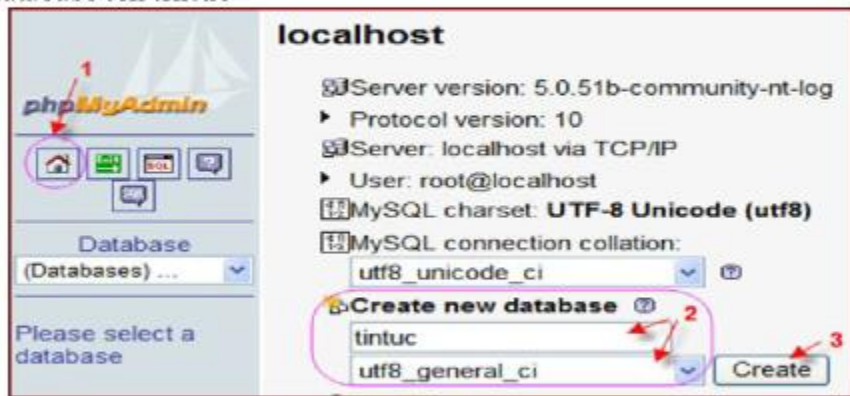 localhost
1
phpMyAdmin
SQL
Database
(Databases) ...
Please select a
database
Server version: 5.0.51b-community-nt-log
Protocol version: 10
Server: localhost via TCP/IP
User: root@localhost
MySQL charset: UTF-8 Unicode (utf8)
MySQL connection collation:
utf8_unicode_ci
Create new database
2
tintuc
utf8_general_ci
3
Create